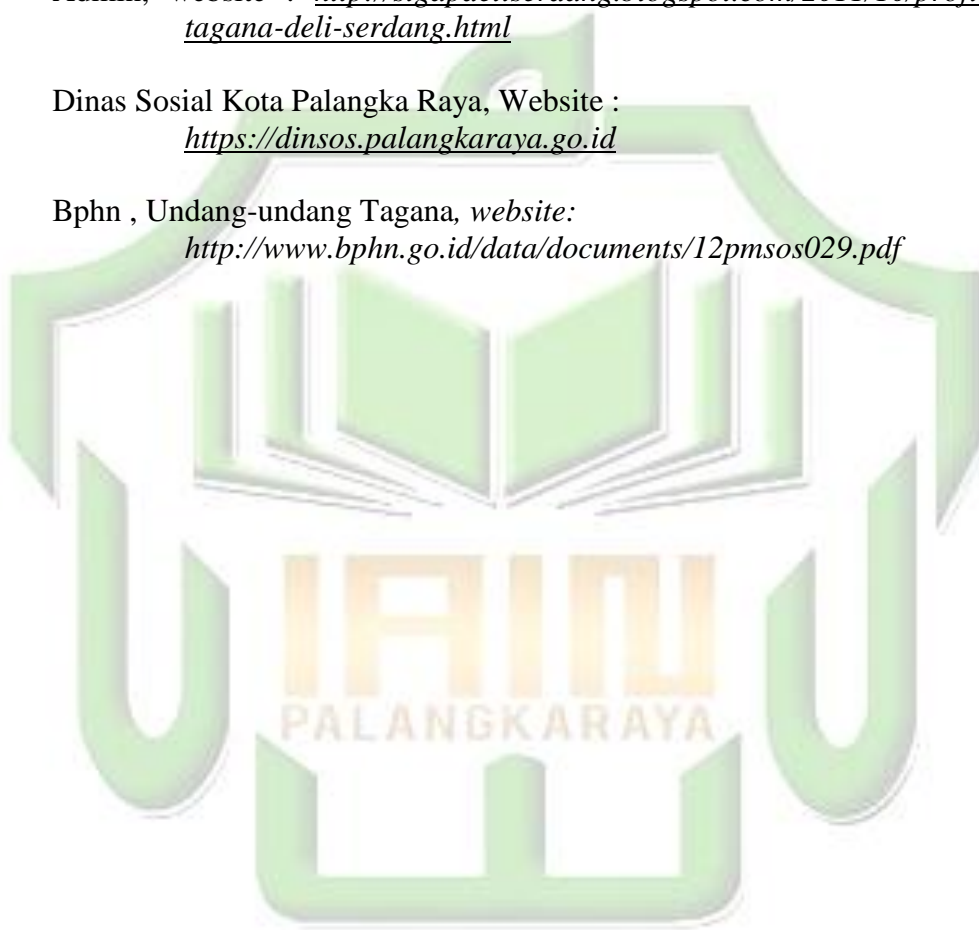 tagana-deli-serdang.html
Dinas Sosial Kota Palangka Raya, Website :
https://dinsos.palangkaraya.go.id
Bphn , Undang-undang Tagana, website:
http://www.bphn.go.id/data/documents/12pmsos029.pdf
IAIN
PALANGKARAYA